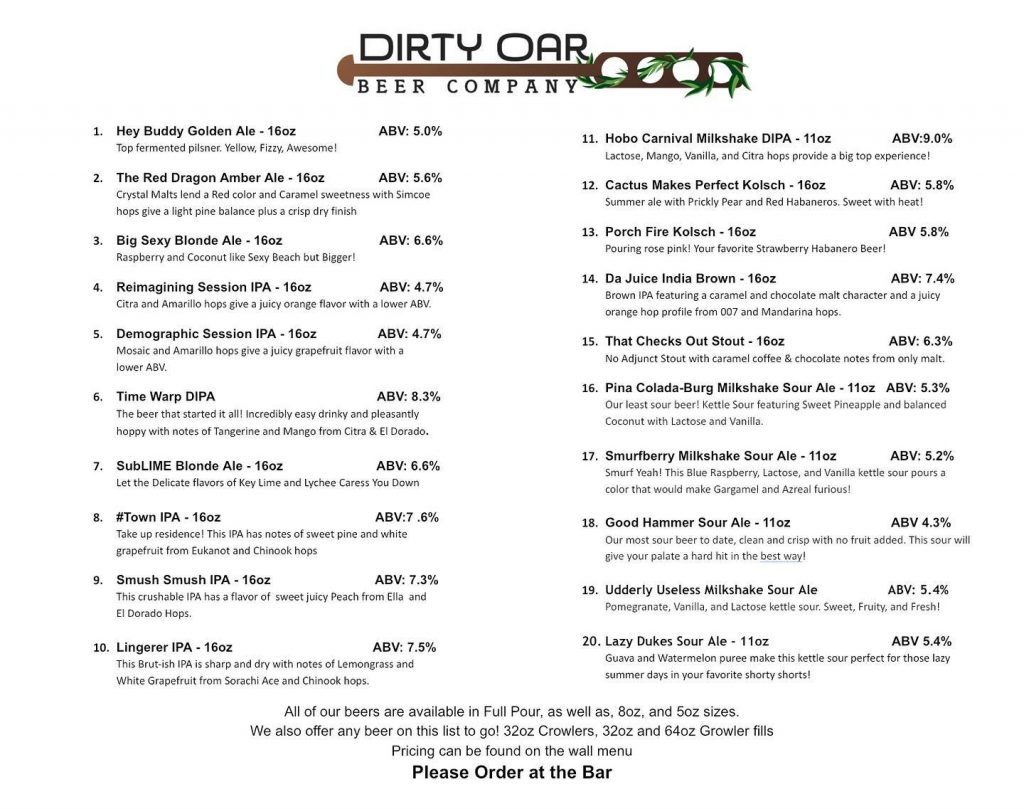 DIRTY OAR
BEER COMPANY
1. Hey Buddy Golden Ale - 16oz ABV: 5.0%
Top fermented pilsner. Yellow, Fizzy, Awesome!
2. The Red Dragon Amber Ale - 16oz ABV: 5.6%
Crystal Malts lend a Red color and Caramel sweetness with Simcoe
hops give a light pine balance plus a crisp dry finish
3. Big Sexy Blonde Ale - 16oz ABV: 6.6%
Raspberry and Coconut like Sexy Beach but Bigger!
4. Reimagining Session IPA - 16oz ABV: 4.7%
Citra and Amarillo hops give a juicy orange flavor with a lower ABV.
5. Demographic Session IPA - 16oz ABV: 4.7%
Mosaic and Amarillo hops give a juicy grapefruit flavor with a
lower ABV.
6. Time Warp DIPA ABV: 8.3%
The beer that started it all! Incredibly easy drinky and pleasantly
hoppy with notes of Tangerine and Mango from Citra & El Dorado.
7. SubLIME Blonde Ale - 16oz ABV: 6.6%
Let the Delicate flavors of Key Lime and Lychee Caress You Down
8. #Town IPA - 16oz ABV:7 .6%
Take up residence! This IPA has notes of sweet pine and white
grapefruit from Eukanot and Chinook hops
9. Smush Smush IPA - 16oz ABV: 7.3%
This crushable IPA has a flavor of sweet juicy Peach from Ella and
El Dorado Hops.
10. Lingerer IPA - 16oz ABV: 7.5%
This Brut-ish IPA is sharp and dry with notes of Lemongrass and
White Grapefruit from Sorachi Ace and Chinook hops.
11. Hobo Carnival Milkshake DIPA - 11oz ABV:9.0%
Lactose, Mango, Vanilla, and Citra hops provide a big top experience!
12. Cactus Makes Perfect Kolsch - 16oz ABV: 5.8%
Summer ale with Prickly Pear and Red Habaneros. Sweet with heat!
13. Porch Fire Kolsch - 16oz ABV 5.8%
Pouring rose pink! Your favorite Strawberry Habanero Beer!
14. Da Juice India Brown - 16oz ABV: 7.4%
Brown IPA featuring a caramel and chocolate malt character and a juicy
orange hop profile from 007 and Mandarina hops.
15. That Checks Out Stout - 16oz ABV: 6.3%
No Adjunct Stout with caramel coffee & chocolate notes from only malt.
16. Pina Colada-Burg Milkshake Sour Ale - 11oz ABV: 5.3%
Our least sour beer! Kettle Sour featuring Sweet Pineapple and balanced
Coconut with Lactose and Vanilla.
17. Smurfberry Milkshake Sour Ale - 11oz ABV: 5.2%
Smurf Yeah! This Blue Raspberry, Lactose, and Vanilla kettle sour pours a
color that would make Gargamel and Azreal furious!
18. Good Hammer Sour Ale - 11oz ABV 4.3%
Our most sour beer to date, clean and crisp with no fruit added. This sour will
give your palate a hard hit in the best way!
19. Udderly Useless Milkshake Sour Ale ABV: 5.4%
Pomegranate, Vanilla, and Lactose kettle sour. Sweet, Fruity, and Fresh!
20. Lazy Dukes Sour Ale - 11oz ABV 5.4%
Guava and Watermelon puree make this kettle sour perfect for those lazy
summer days in your favorite shorty shorts!
All of our beers are available in Full Pour, as well as, 8oz, and 5oz sizes.
We also offer any beer on this list to go! 32oz Crowlers, 32oz and 64oz Growler fills
Pricing can be found on the wall menu
Please Order at the Bar